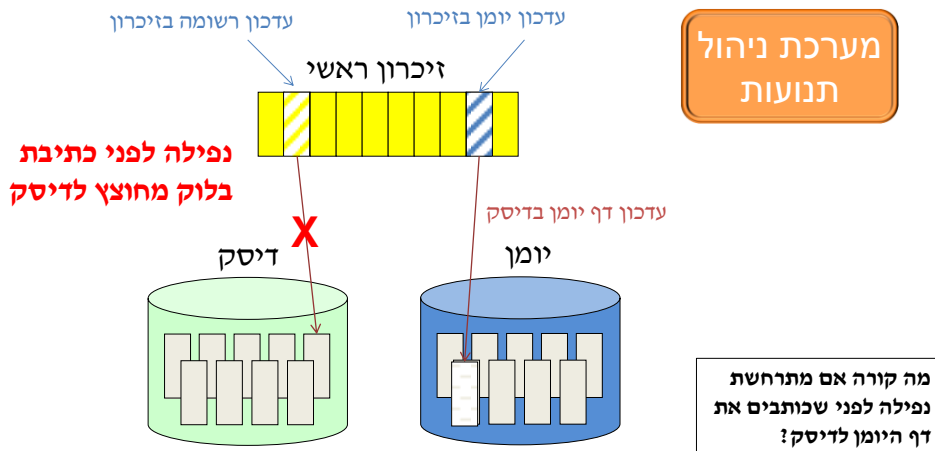 עדכון רשומה בזיכרון
עדכון יומן בזיכרון
מערכת ניהול
תנועות
זיכרון ראשי
נפילה לפני כתיבת
בלוק מחוצץ לדיסק
X
עדכון דף יומן בדיסק
דיסק
יומן
מה קורה אם מתרחשת
נפילה לפני שכותבים את
דף היומן לדיסק?